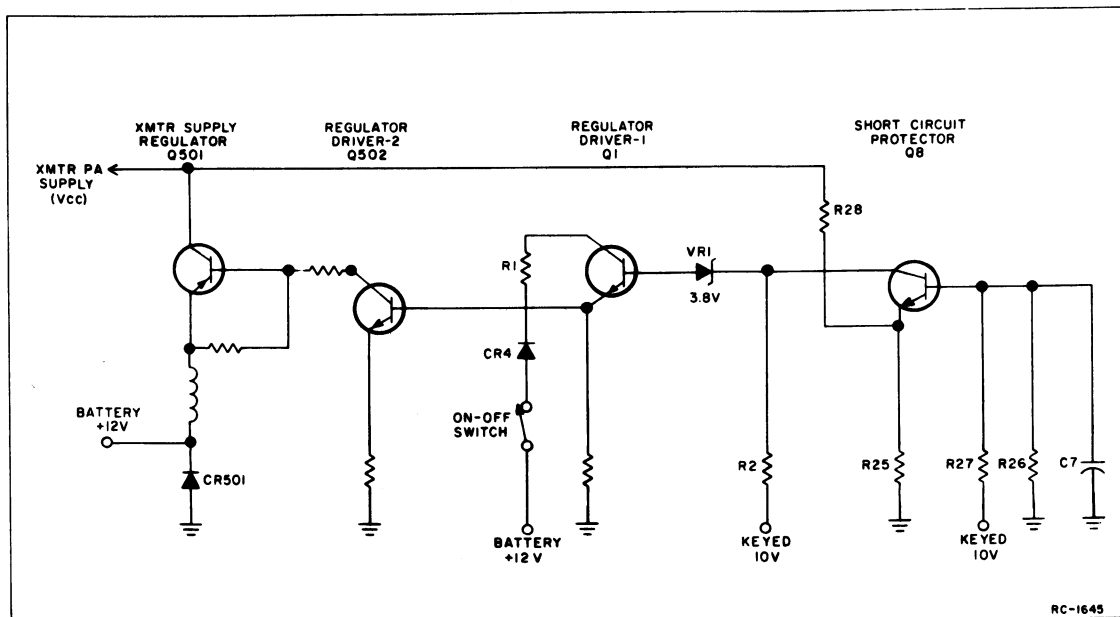 XMTR SUPPLY
REGULATOR
Q501
REGULATOR
DRIVER-2
Q502
REGULATOR
DRIVER-1
Q1
SHORT CIRCUIT
PROTECTOR
Q8
XMTR PA
SUPPLY
(Vcc)
R28
R1
VR1
3.8V
CR4
BATTERY
+12V
ON-OFF
SWITCH
CR501
R2
R25
R27
R26
C7
BATTERY
+12V
KEYED
10V
KEYED
10V
RC-1645